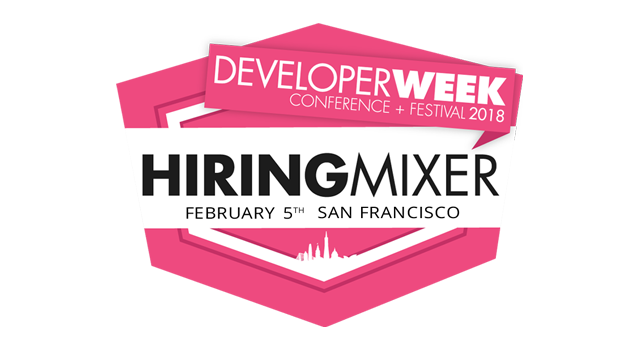 DEVELOPERWEEK
CONFERENCE + FESTIVAL 2018
HIRINGMIXER
FEBRUARY 5TH SAN FRANCISCO